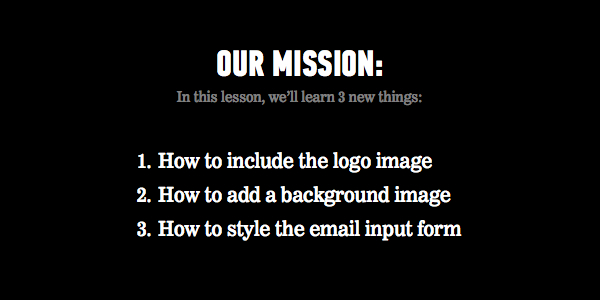 OUR MISSION:
In this lesson, we’ll learn 3 new things:
1. How to include the logo image
2. How to add a background image
3. How to style the email input form